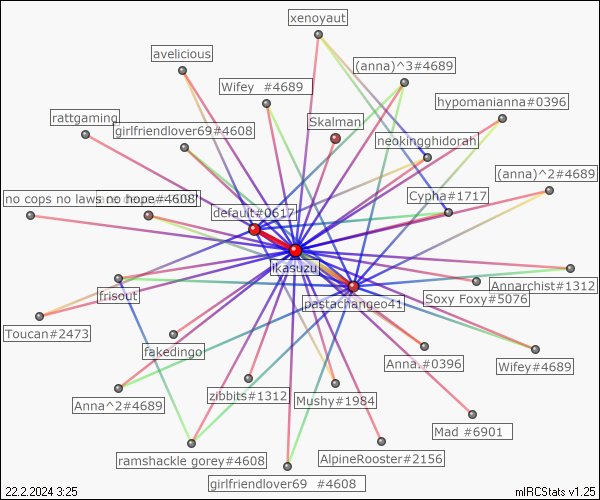 xenoyaut
avelicious
(anna)^3#4689
Wifey #4689
hypomanianna#0396
rattgaming
Skalman
girlfriendlover69#4608
neokinghidorah
(anna)^2#4689
Cypha#1717
no cops no laws no hope#4608
default#0617
ikasuzu
Annarchist#1312
frisout
Soxy Foxy#5076
pastachangeo41
Toucan#2473
fakedingo
Anna.#0396
Wifey#4689
zibbits#1312
Mushy#1984
Anna^2#4689
Mad #6901
ramshackle gorey#4608
AlpineRooster#2156
girlfriendlover69 #4608
22.2.2024 3:25
mIRCStats v1.25